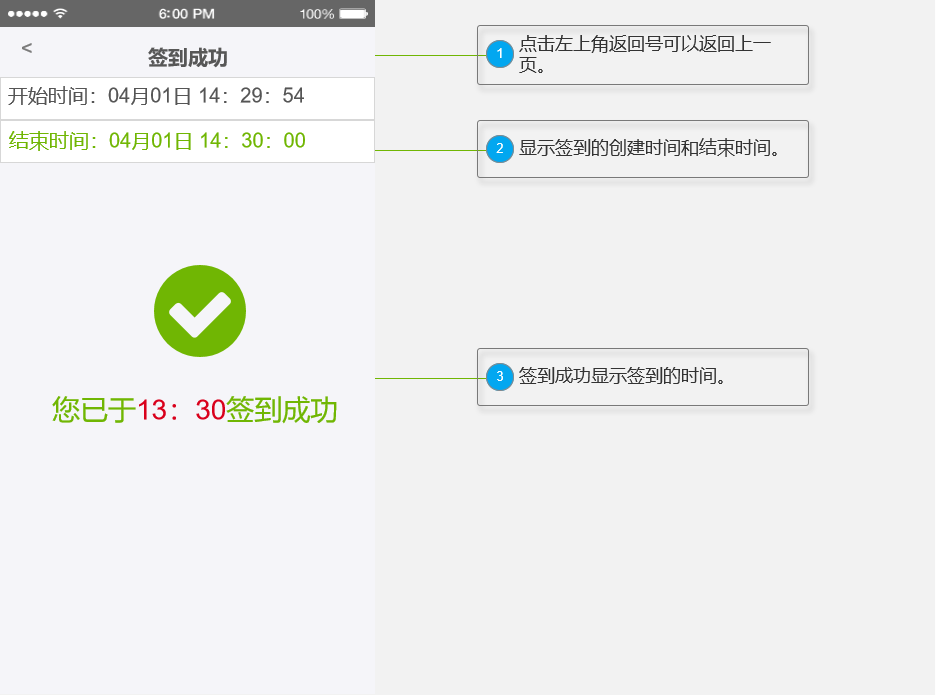 6:00 PM 100%
<
签到成功
开始时间：04月01日 14：29：54
结束时间：04月01日 14：30：00
您已于13：30签到成功
1 点击左上角返回号可以返回上一
页。
2 显示签到的创建时间和结束时间。
3 签到成功显示签到的时间。